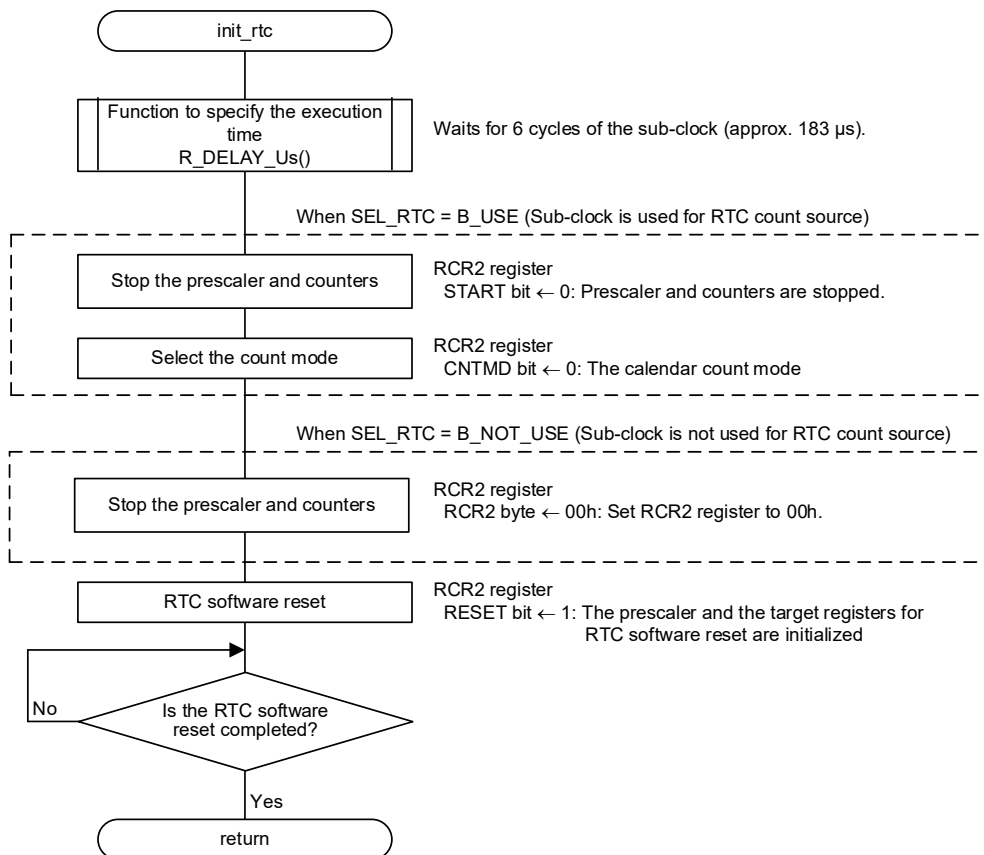 init_rtc
Function to specify the execution
time
R_DELAY_Us()
Waits for 6 cycles of the sub-clock (approx. 183 µs).
When SEL_RTC = B_USE (Sub-clock is used for RTC count source)
Stop the prescaler and counters
RCR2 register
START bit ← 0: Prescaler and counters are stopped.
Select the count mode
RCR2 register
CNTMD bit ← 0: The calendar count mode
When SEL_RTC = B_NOT_USE (Sub-clock is not used for RTC count source)
Stop the prescaler and counters
RCR2 register
RCR2 byte ← 00h: Set RCR2 register to 00h.
RTC software reset
RCR2 register
RESET bit ← 1: The prescaler and the target registers for
RTC software reset are initialized
No
Is the RTC software
reset completed?
Yes
return